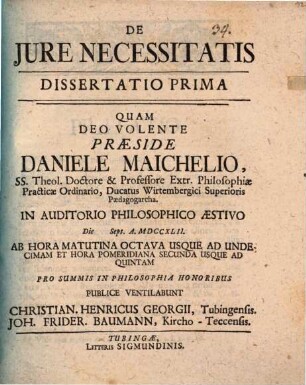 DE
34.
JURE NECESSITATIS
DISSERTATIO PRIMA
QUAM
DEO VOLENTE
PRÆSIDE
DANIELE MAICHELIO,
SS. Theol. Doctore & Professore Extr. Philosophiæ
Practicæ Ordinario, Ducatus Wirtembergici Superioris
Pædagogarcha.
IN AUDITORIO PHILOSOPHICO ÆSTIVO
Die Sept. A. MDCCXLII.
AB HORA MATUTINA OCTAVA USQUE AD UNDE-
CIMAM ET HORA POMERIDIANA SECUNDA USQUE AD
QUINTAM
PRO SUMMIS IN PHILOSOPHIA HONORIBUS
PUBLICE VENTILABUNT
CHRISTIAN. HENRICUS GEORGII, Tubingensis.
JOH. FRIDER. BAUMANN, Kircho-Teccensis.
TUBINGÆ,
LITTERIS SIGMUNDINIS.